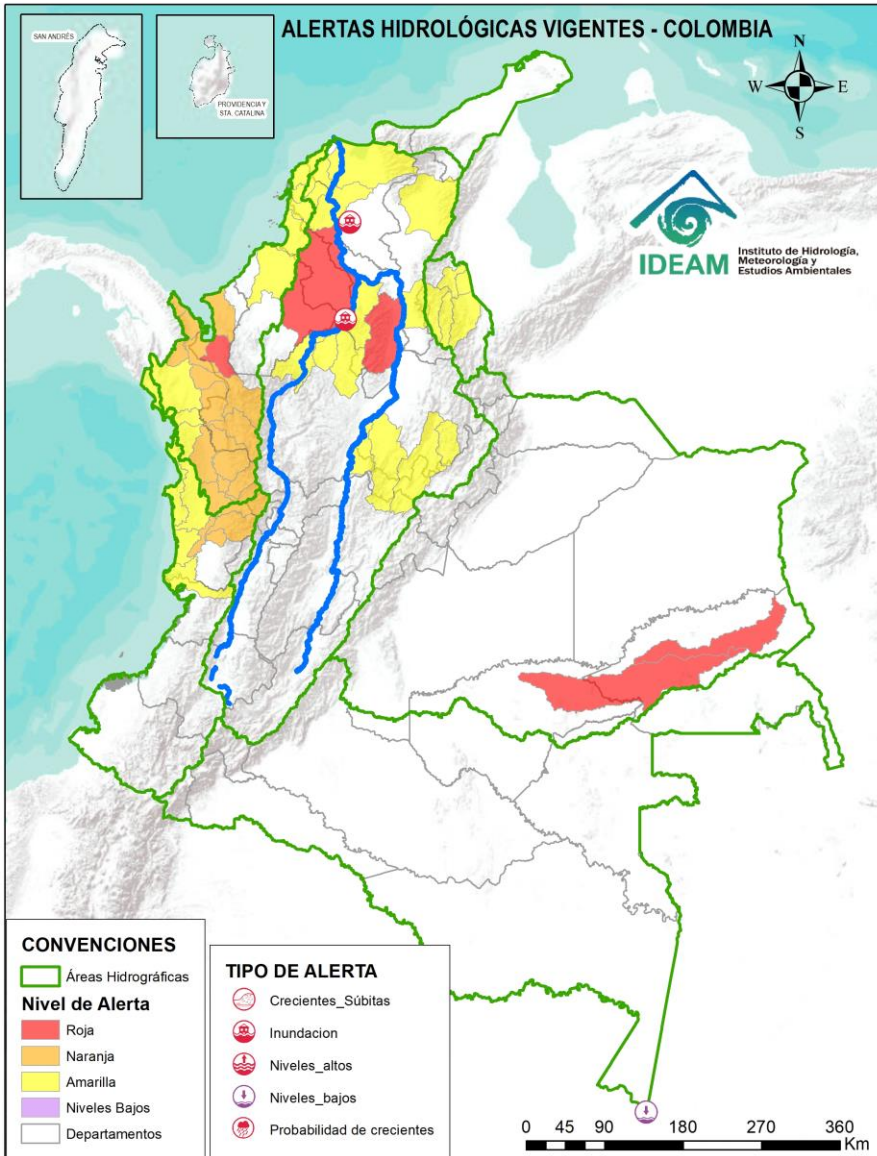 ALERTAS HIDROLÓGICAS VIGENTES - COLOMBIA
SAN ANDRÉS
PROVIDENCIA Y
STA. CATALINA
N
W
E
S
IDEAM
Instituto de Hidrología,
Meteorología y
Estudios Ambientales
CONVENCIONES
Áreas Hidrográficas
Nivel de Alerta
Roja
Naranja
Amarilla
Niveles Bajos
Departamentos
TIPO DE ALERTA
Crecientes_Súbitas
Inundacion
Niveles_altos
Niveles_bajos
Probabilidad de crecientes
0 45 90 180 270 360
Km